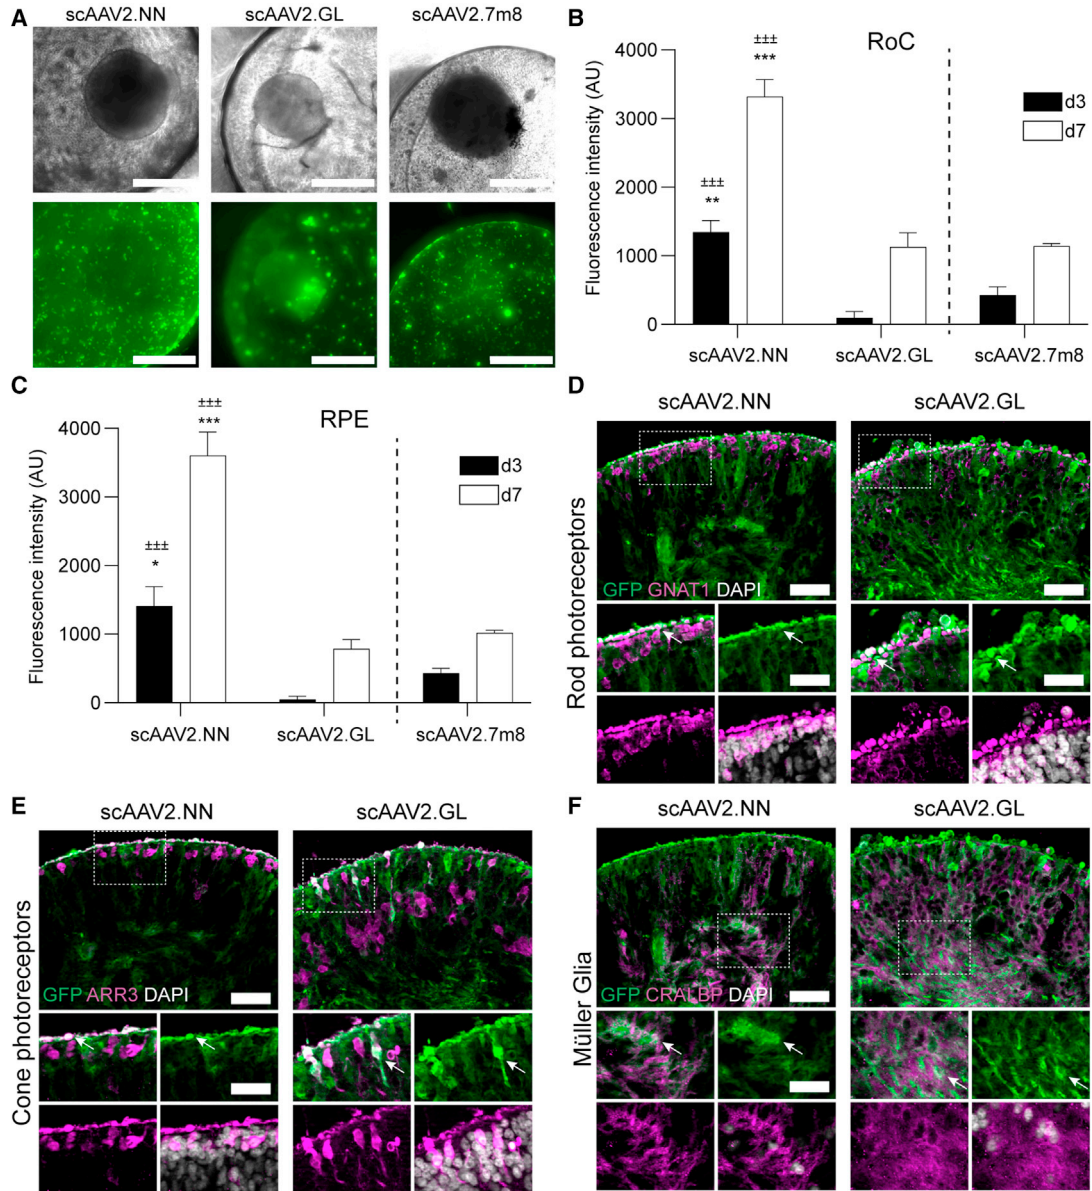 A
scAAV2.NN
scAAV2.GL
scAAV2.7m8
B
RoC
Fluorescence intensity (AU)
4000
3000
2000
1000
0
±±±
**
±±±
***
d3
d7
scAAV2.NN
scAAV2.GL
scAAV2.7m8
C
RPE
Fluorescence intensity (AU)
4000
3000
2000
1000
0
±±±
*
±±±
***
d3
d7
scAAV2.NN
scAAV2.GL
scAAV2.7m8
D
scAAV2.NN
scAAV2.GL
Rod photoreceptors
GFP GNAT1 DAPI
E
scAAV2.NN
scAAV2.GL
Cone photoreceptors
GFP ARR3 DAPI
F
scAAV2.NN
scAAV2.GL
Müller Glia
GFP CRALBP DAPI